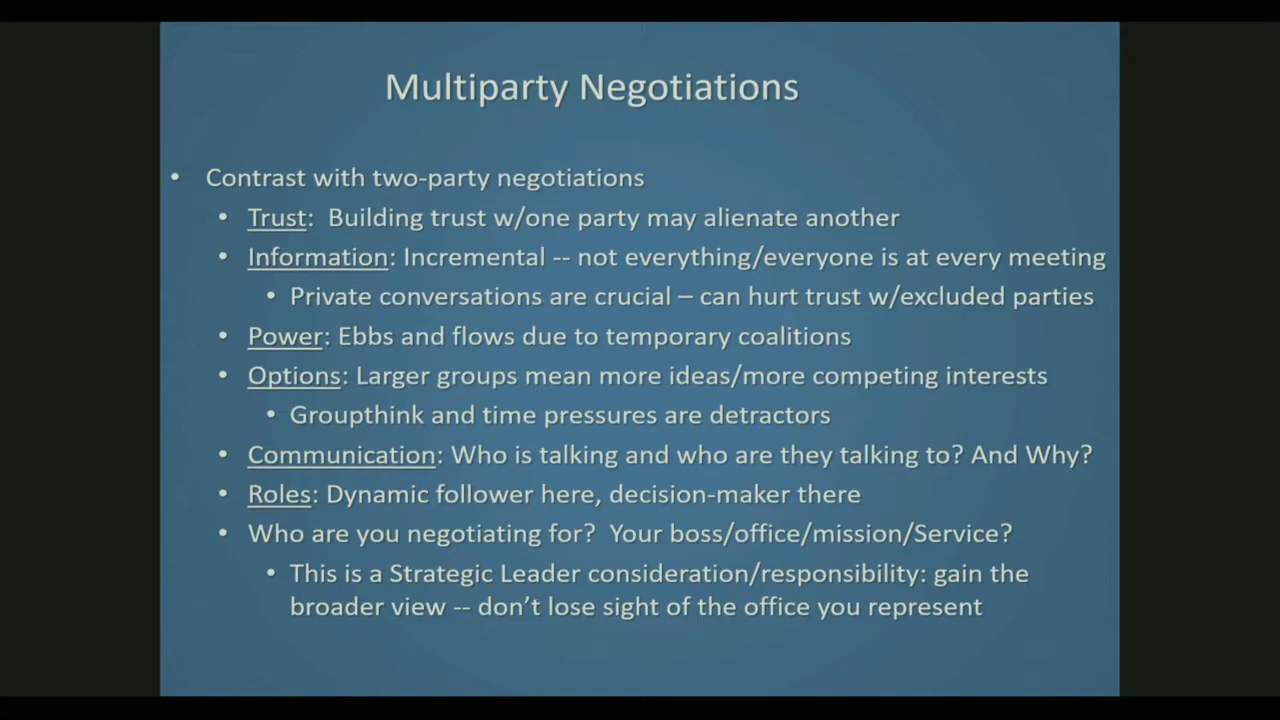 Multiparty Negotiations
• Contrast with two-party negotiations
• Trust: Building trust w/one party may alienate another
• Information: Incremental -- not everything/everyone is at every meeting
• Private conversations are crucial – can hurt trust w/excluded parties
• Power: Ebbs and flows due to temporary coalitions
• Options: Larger groups mean more ideas/more competing interests
• Groupthink and time pressures are detractors
• Communication: Who is talking and who are they talking to? And Why?
• Roles: Dynamic follower here, decision-maker there
• Who are you negotiating for? Your boss/office/mission/Service?
• This is a Strategic Leader consideration/responsibility: gain the
broader view -- don’t lose sight of the office you represent